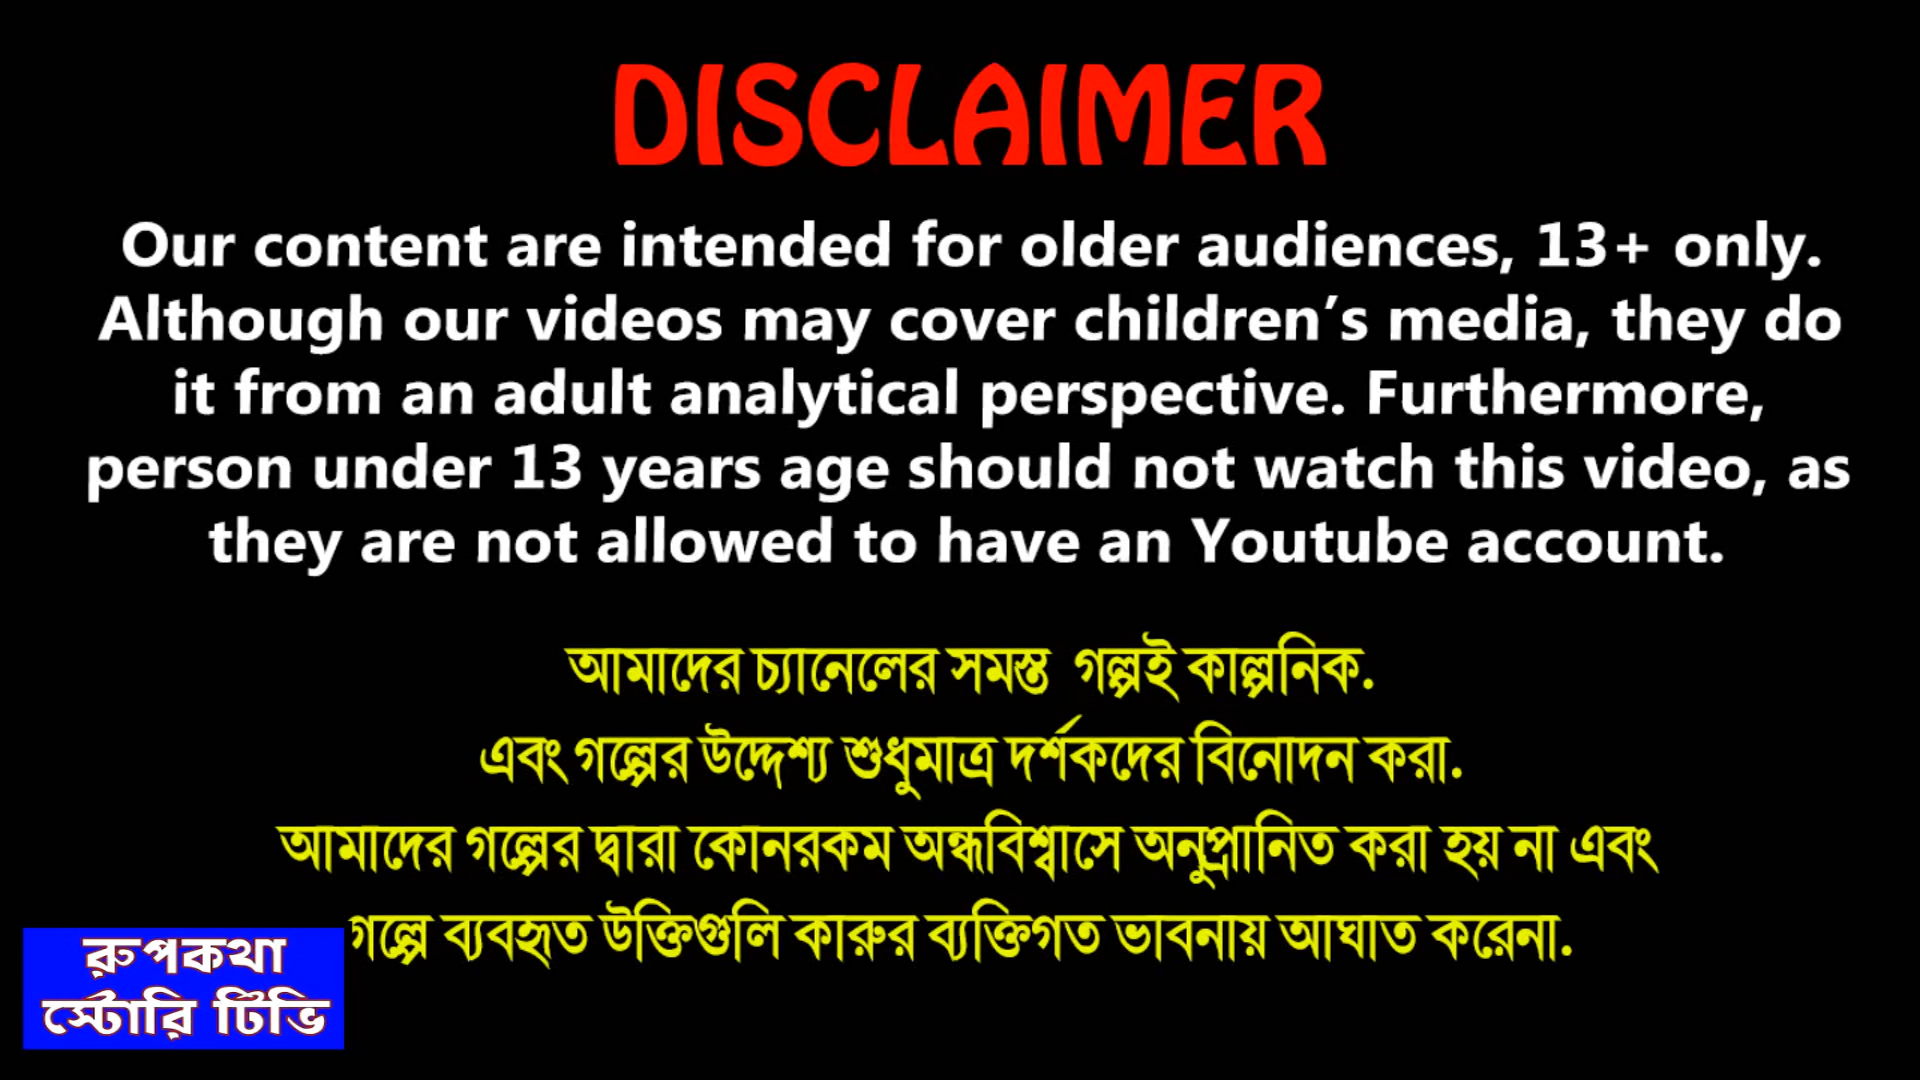 DISCLAIMER
Our content are intended for older audiences, 13+ only.
Although our videos may cover children’s media, they do
it from an adult analytical perspective. Furthermore,
person under 13 years age should not watch this video, as
they are not allowed to have an Youtube account.
আমাদের চ্যানেলের সমস্ত গল্পই কাল্পনিক.
এবং গল্পের উদ্দেশ্য শুধুমাত্র দর্শকদের বিনোদন করা.
আমাদের গল্পের দ্বারা কোনরকম অন্ধবিশ্বাসে অনুপ্রানিত করা হয় না এবং
গল্পে ব্যবহৃত উক্তিগুলি কারুর ব্যক্তিগত ভাবনায় আঘাত করেনা.
রুপকথা
স্টোরি টিভি